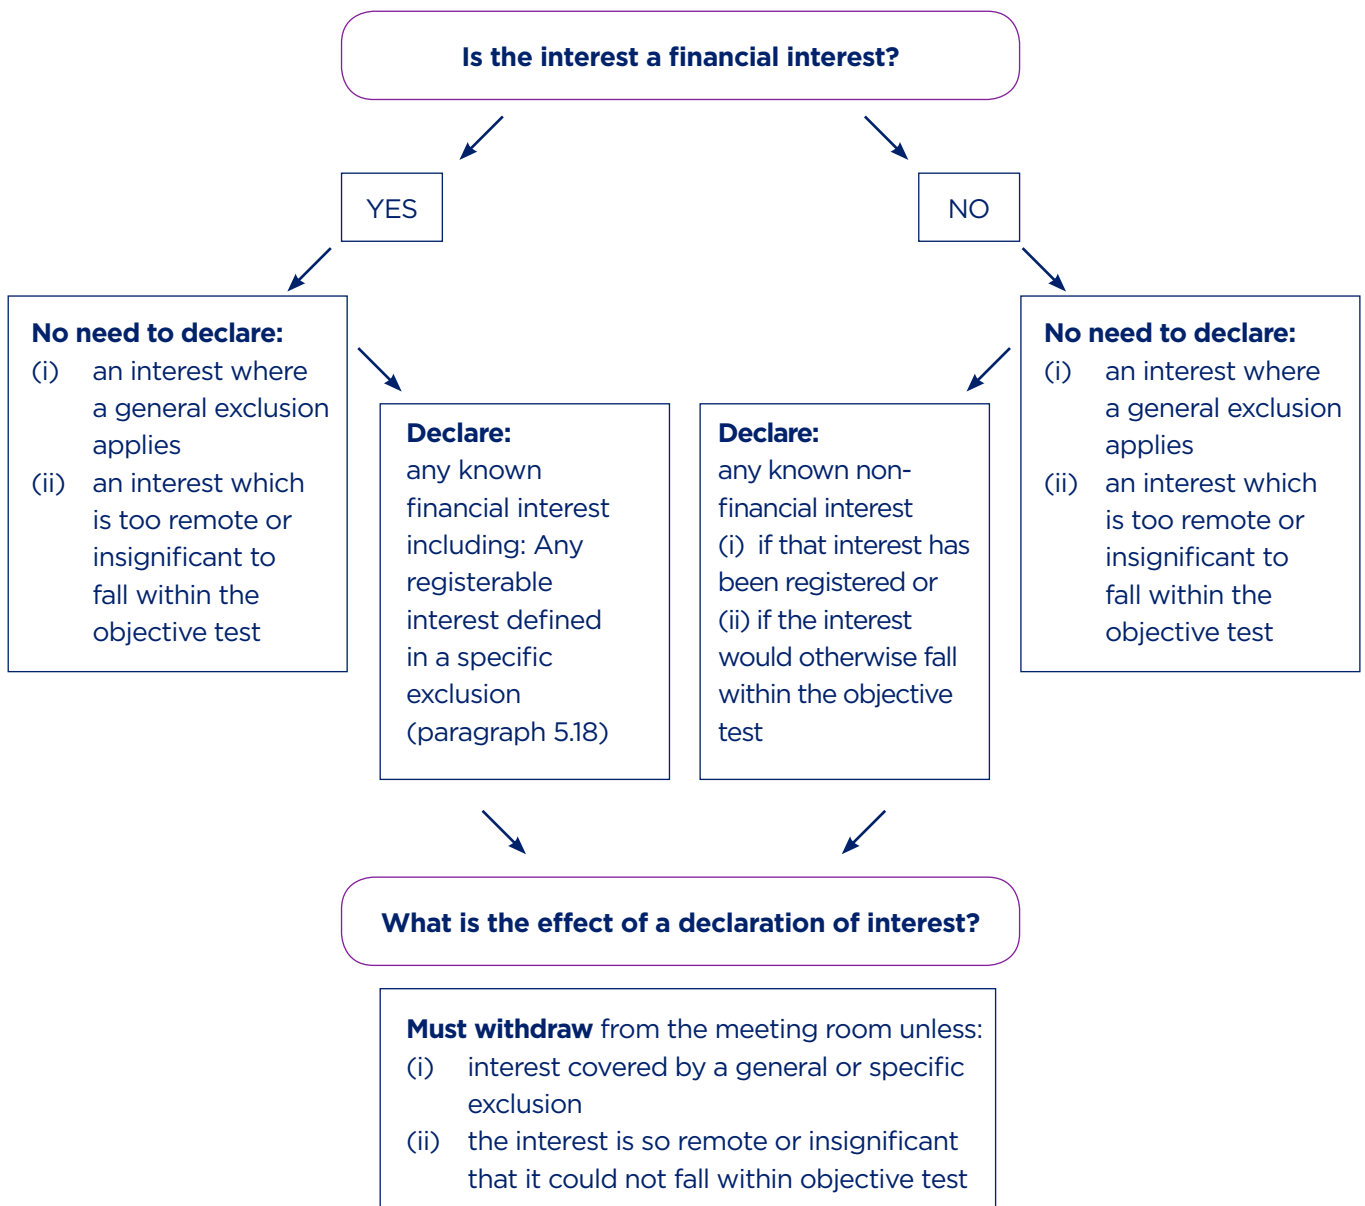 Is the interest a financial interest?
YES
NO
No need to declare:
(i) an interest where
a general exclusion
applies
(ii) an interest which
is too remote or
insignificant to
fall within the
objective test
Declare:
any known
financial interest
including: Any
registerable
interest defined
in a specific
exclusion
(paragraph 5.18)
Declare:
any known non-
financial interest
(i) if that interest has
been registered or
(ii) if the interest
would otherwise fall
within the objective
test
No need to declare:
(i) an interest where
a general exclusion
applies
(ii) an interest which
is too remote or
insignificant to
fall within the
objective test
What is the effect of a declaration of interest?
Must withdraw from the meeting room unless:
(i) interest covered by a general or specific
exclusion
(ii) the interest is so remote or insignificant
that it could not fall within objective test